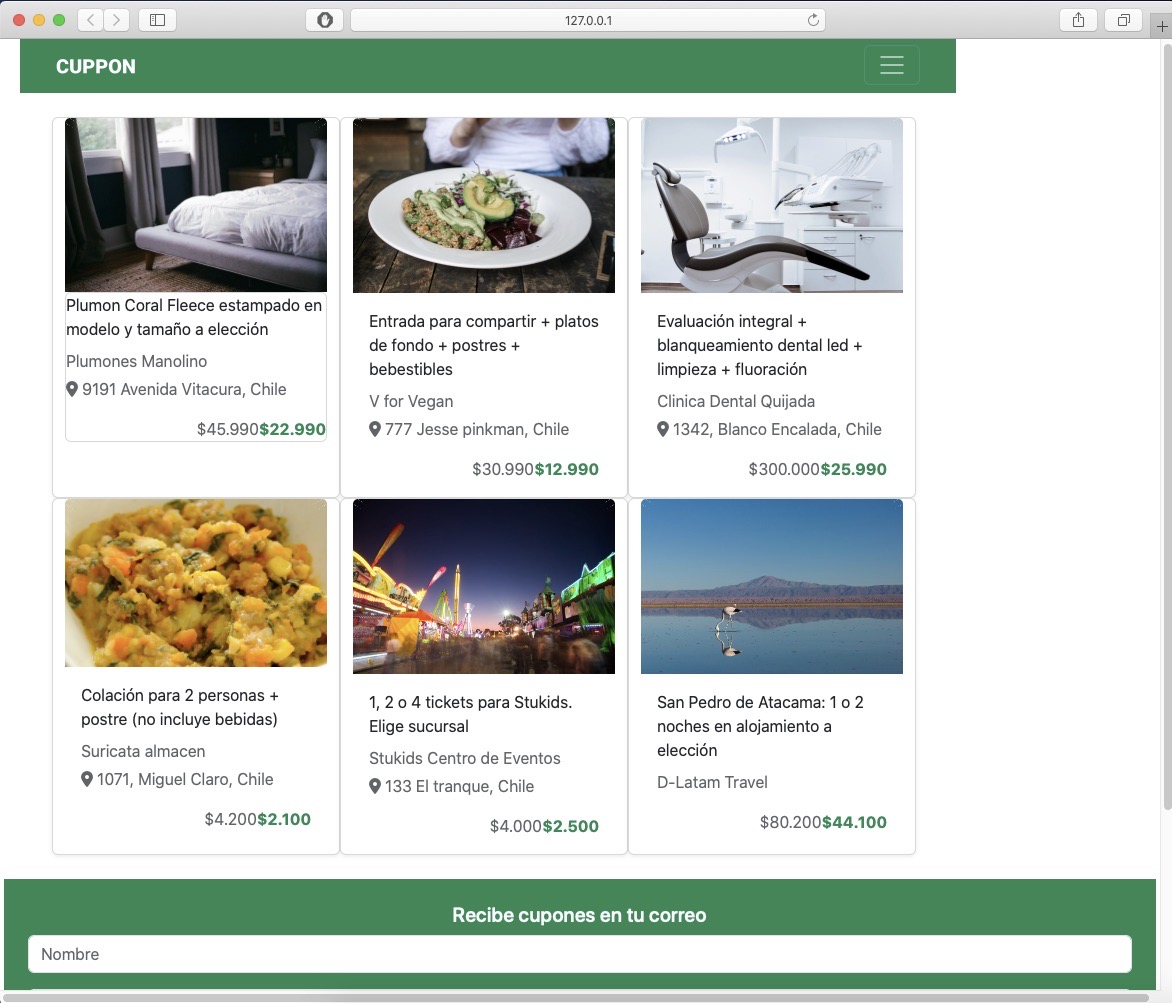 127.0.0.1
CUPPON
Plumon Coral Fleece estampado en
modelo y tamaño a elección
Plumones Manolino
9191 Avenida Vitacura, Chile
$45.990$22.990
Entrada para compartir + platos
de fondo + postres +
bebestibles
V for Vegan
777 Jesse pinkman, Chile
$30.990$12.990
Evaluación integral +
blanqueamiento dental led +
limpieza + fluoración
Clinica Dental Quijada
1342, Blanco Encalada, Chile
$300.000$25.990
Colación para 2 personas +
postre (no incluye bebidas)
Suricata almacen
1071, Miguel Claro, Chile
$4.200$2.100
1, 2 o 4 tickets para Stukids.
Elige sucursal
Stukids Centro de Eventos
133 El tranque, Chile
$4.000$2.500
San Pedro de Atacama: 1 o 2
noches en alojamiento a
elección
D-Latam Travel
$80.200$44.100
Recibe cupones en tu correo
Nombre